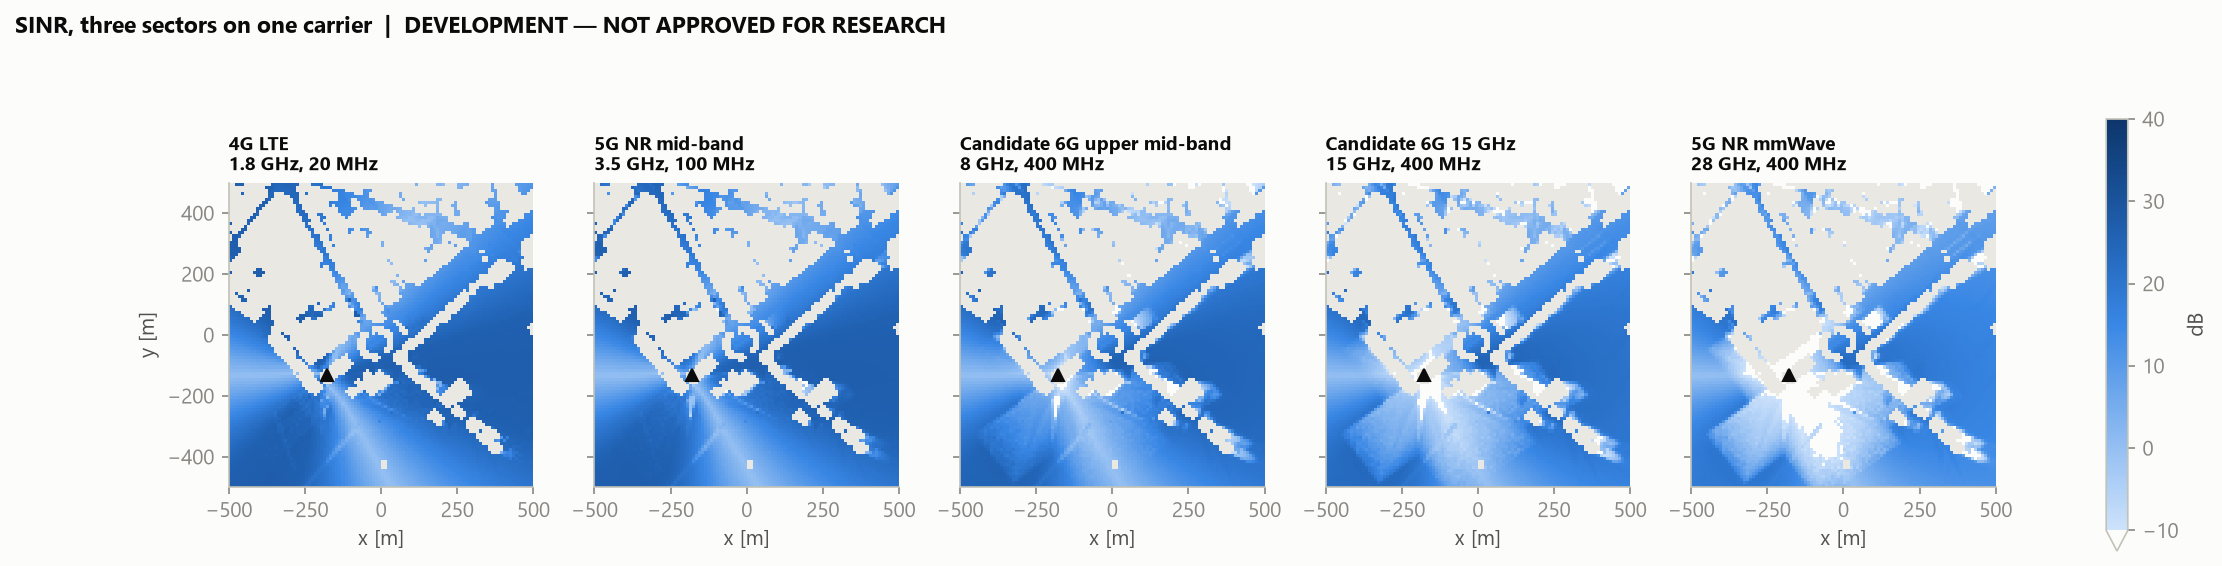 SINR, three sectors on one carrier | DEVELOPMENT — NOT APPROVED FOR RESEARCH
4G LTE
1.8 GHz, 20 MHz
5G NR mid-band
3.5 GHz, 100 MHz
Candidate 6G upper mid-band
8 GHz, 400 MHz
Candidate 6G 15 GHz
15 GHz, 400 MHz
5G NR mmWave
28 GHz, 400 MHz
y [m]
400
200
0
−200
−400
−500 −250 0 250 500
x [m]
−500 −250 0 250 500
x [m]
−500 −250 0 250 500
x [m]
−500 −250 0 250 500
x [m]
−500 −250 0 250 500
x [m]
40
30
20
10
0
−10
dB